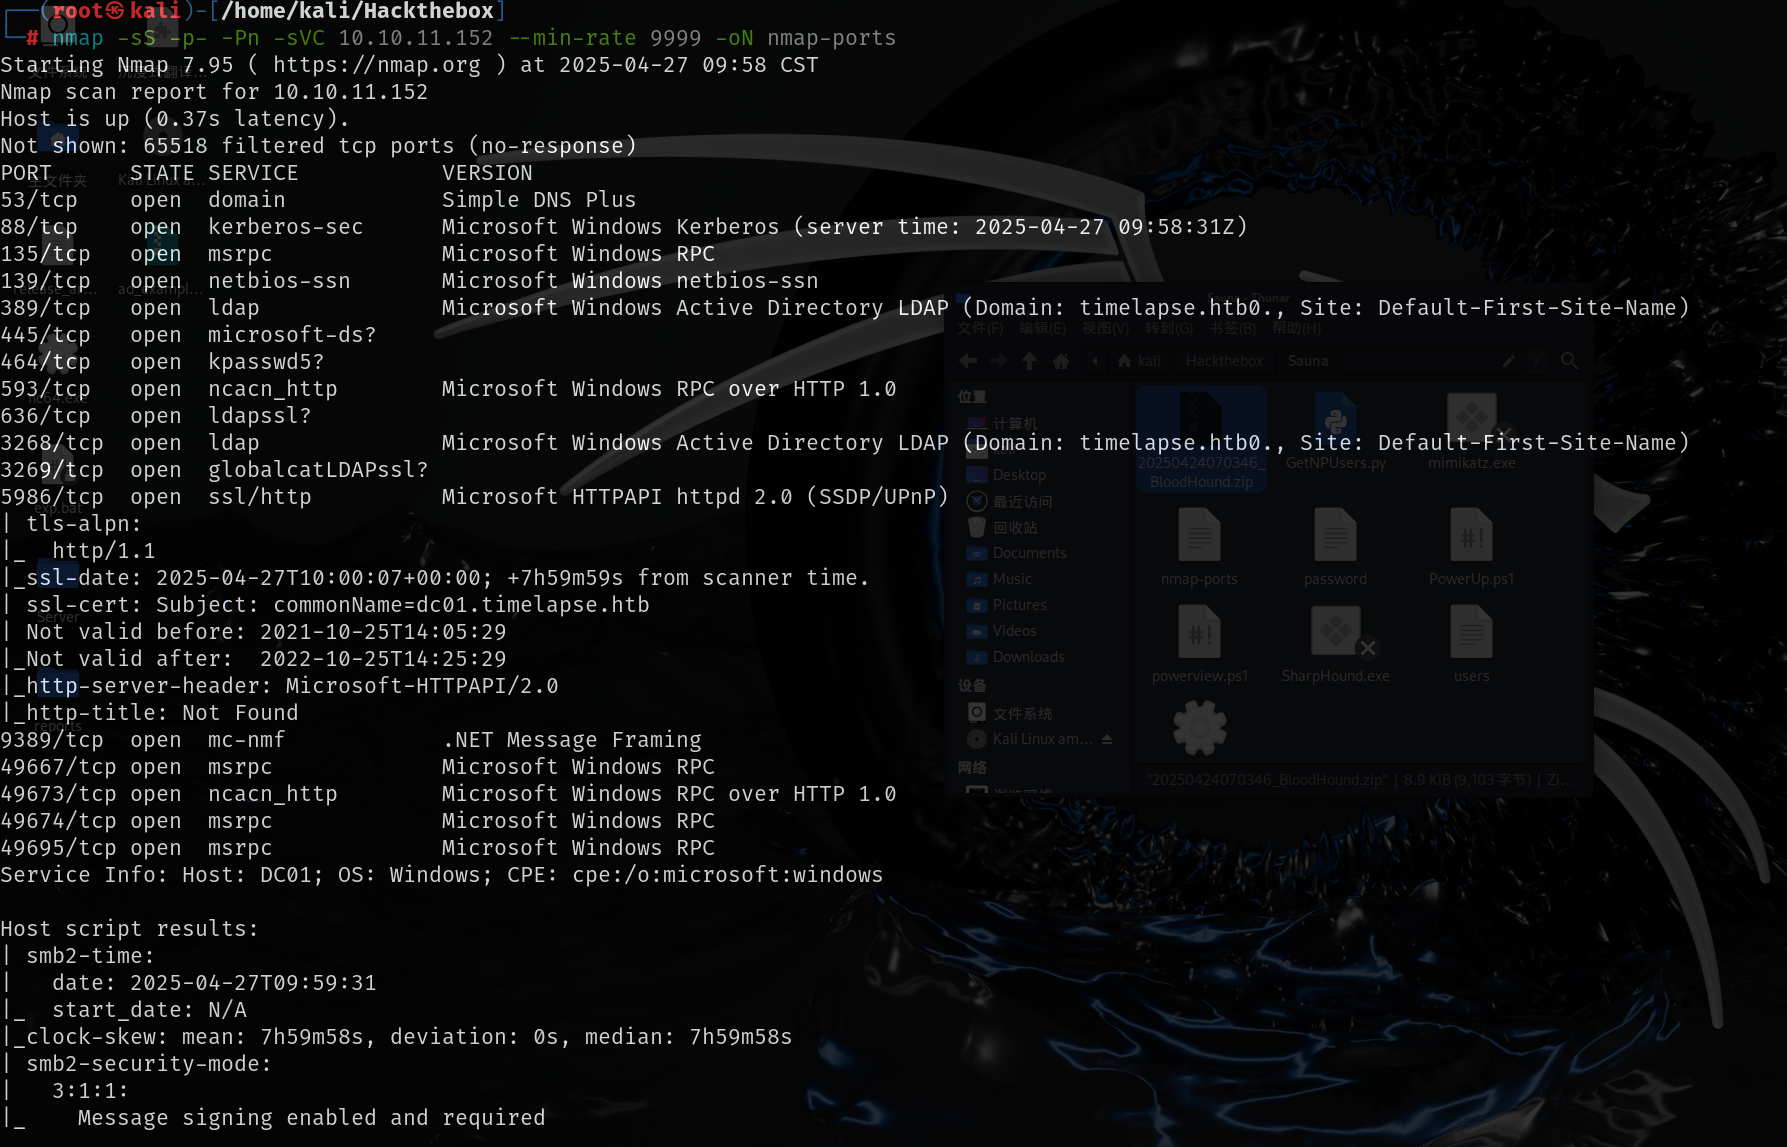 ┌──(root㉿kali)-[/home/kali/Hackthebox]
└─# nmap -sS -p- -Pn -sVC 10.10.11.152 --min-rate 9999 -oN nmap-ports
Starting Nmap 7.95 ( https://nmap.org ) at 2025-04-27 09:58 CST
Nmap scan report for 10.10.11.152
Host is up (0.37s latency).
Not shown: 65518 filtered tcp ports (no-response)
PORT      STATE SERVICE           VERSION
53/tcp    open  domain            Simple DNS Plus
88/tcp    open  kerberos-sec      Microsoft Windows Kerberos (server time: 2025-04-27 09:58:31Z)
135/tcp   open  msrpc             Microsoft Windows RPC
139/tcp   open  netbios-ssn       Microsoft Windows netbios-ssn
389/tcp   open  ldap              Microsoft Windows Active Directory LDAP (Domain: timelapse.htb0., Site: Default-First-Site-Name)
445/tcp   open  microsoft-ds?
464/tcp   open  kpasswd5?
593/tcp   open  ncacn_http        Microsoft Windows RPC over HTTP 1.0
636/tcp   open  ldapssl?
3268/tcp  open  ldap              Microsoft Windows Active Directory LDAP (Domain: timelapse.htb0., Site: Default-First-Site-Name)
3269/tcp  open  globalcatLDAPssl?
5986/tcp  open  ssl/http          Microsoft HTTPAPI httpd 2.0 (SSDP/UPnP)
| tls-alpn:
|_  http/1.1
|_ssl-date: 2025-04-27T10:00:07+00:00; +7h59m59s from scanner time.
| ssl-cert: Subject: commonName=dc01.timelapse.htb
| Not valid before: 2021-10-25T14:05:29
|_Not valid after:  2022-10-25T14:25:29
|_http-server-header: Microsoft-HTTPAPI/2.0
|_http-title: Not Found
9389/tcp  open  mc-nmf            .NET Message Framing
49667/tcp open  msrpc             Microsoft Windows RPC
49673/tcp open  ncacn_http        Microsoft Windows RPC over HTTP 1.0
49674/tcp open  msrpc             Microsoft Windows RPC
49695/tcp open  msrpc             Microsoft Windows RPC
Service Info: Host: DC01; OS: Windows; CPE: cpe:/o:microsoft:windows
Host script results:
| smb2-time:
|   date: 2025-04-27T09:59:31
|_  start_date: N/A
|_clock-skew: mean: 7h59m58s, deviation: 0s, median: 7h59m58s
| smb2-security-mode:
|   3:1:1:
|_    Message signing enabled and required
文件系统
主文件夹
Kali Linux a...
exp.bat
Server
reports
Thunar
文件(F) 编辑(E) 视图(V) 转到(G) 书签(B) 帮助(H)
kali Hackthebox Sauna
位置
计算机
Desktop
最近访问
回收站
Documents
Music
Pictures
Videos
Downloads
设备
文件系统
Kali Linux am...
网络
20250424070346_
BloodHound.zip
GetNPUsers.py
mimikatz.exe
nmap-ports
password
PowerUp.ps1
powerview.ps1
SharpHound.exe
users
"20250424070346_BloodHound.zip" | 8.9 KiB (9,103 字节) | Zi...